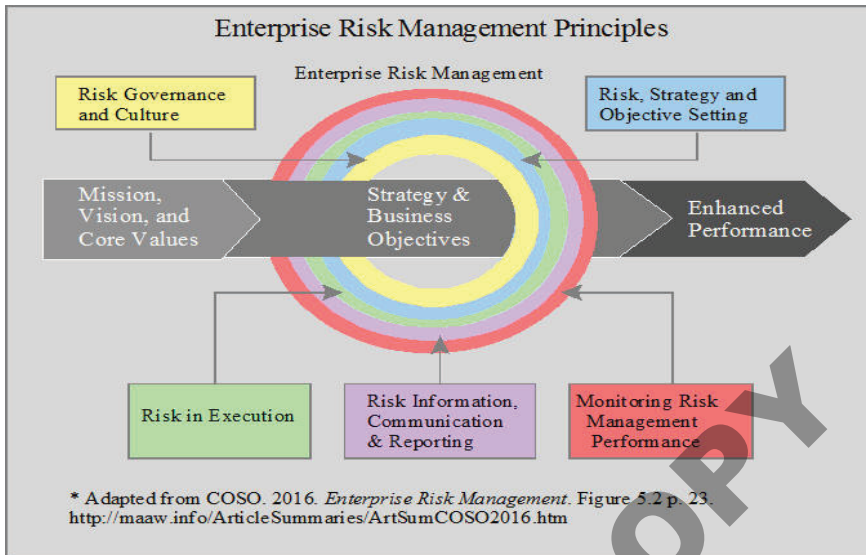 Enterprise Risk Management Principles
Enterprise Risk Management
Risk Governance
and Culture
Risk, Strategy and
Objective Setting
Mission,
Vision, and
Core Values
Strategy &
Business
Objectives
Enhanced
Performance
Risk in Execution
Risk Information,
Communication
& Reporting
Monitoring Risk
Management
Performance
* Adapted from COSO. 2016. Enterprise Risk Management. Figure 5.2 p. 23.
http://maaw.info/ArticleSummaries/ArtSumCOSO2016.htm
OPY